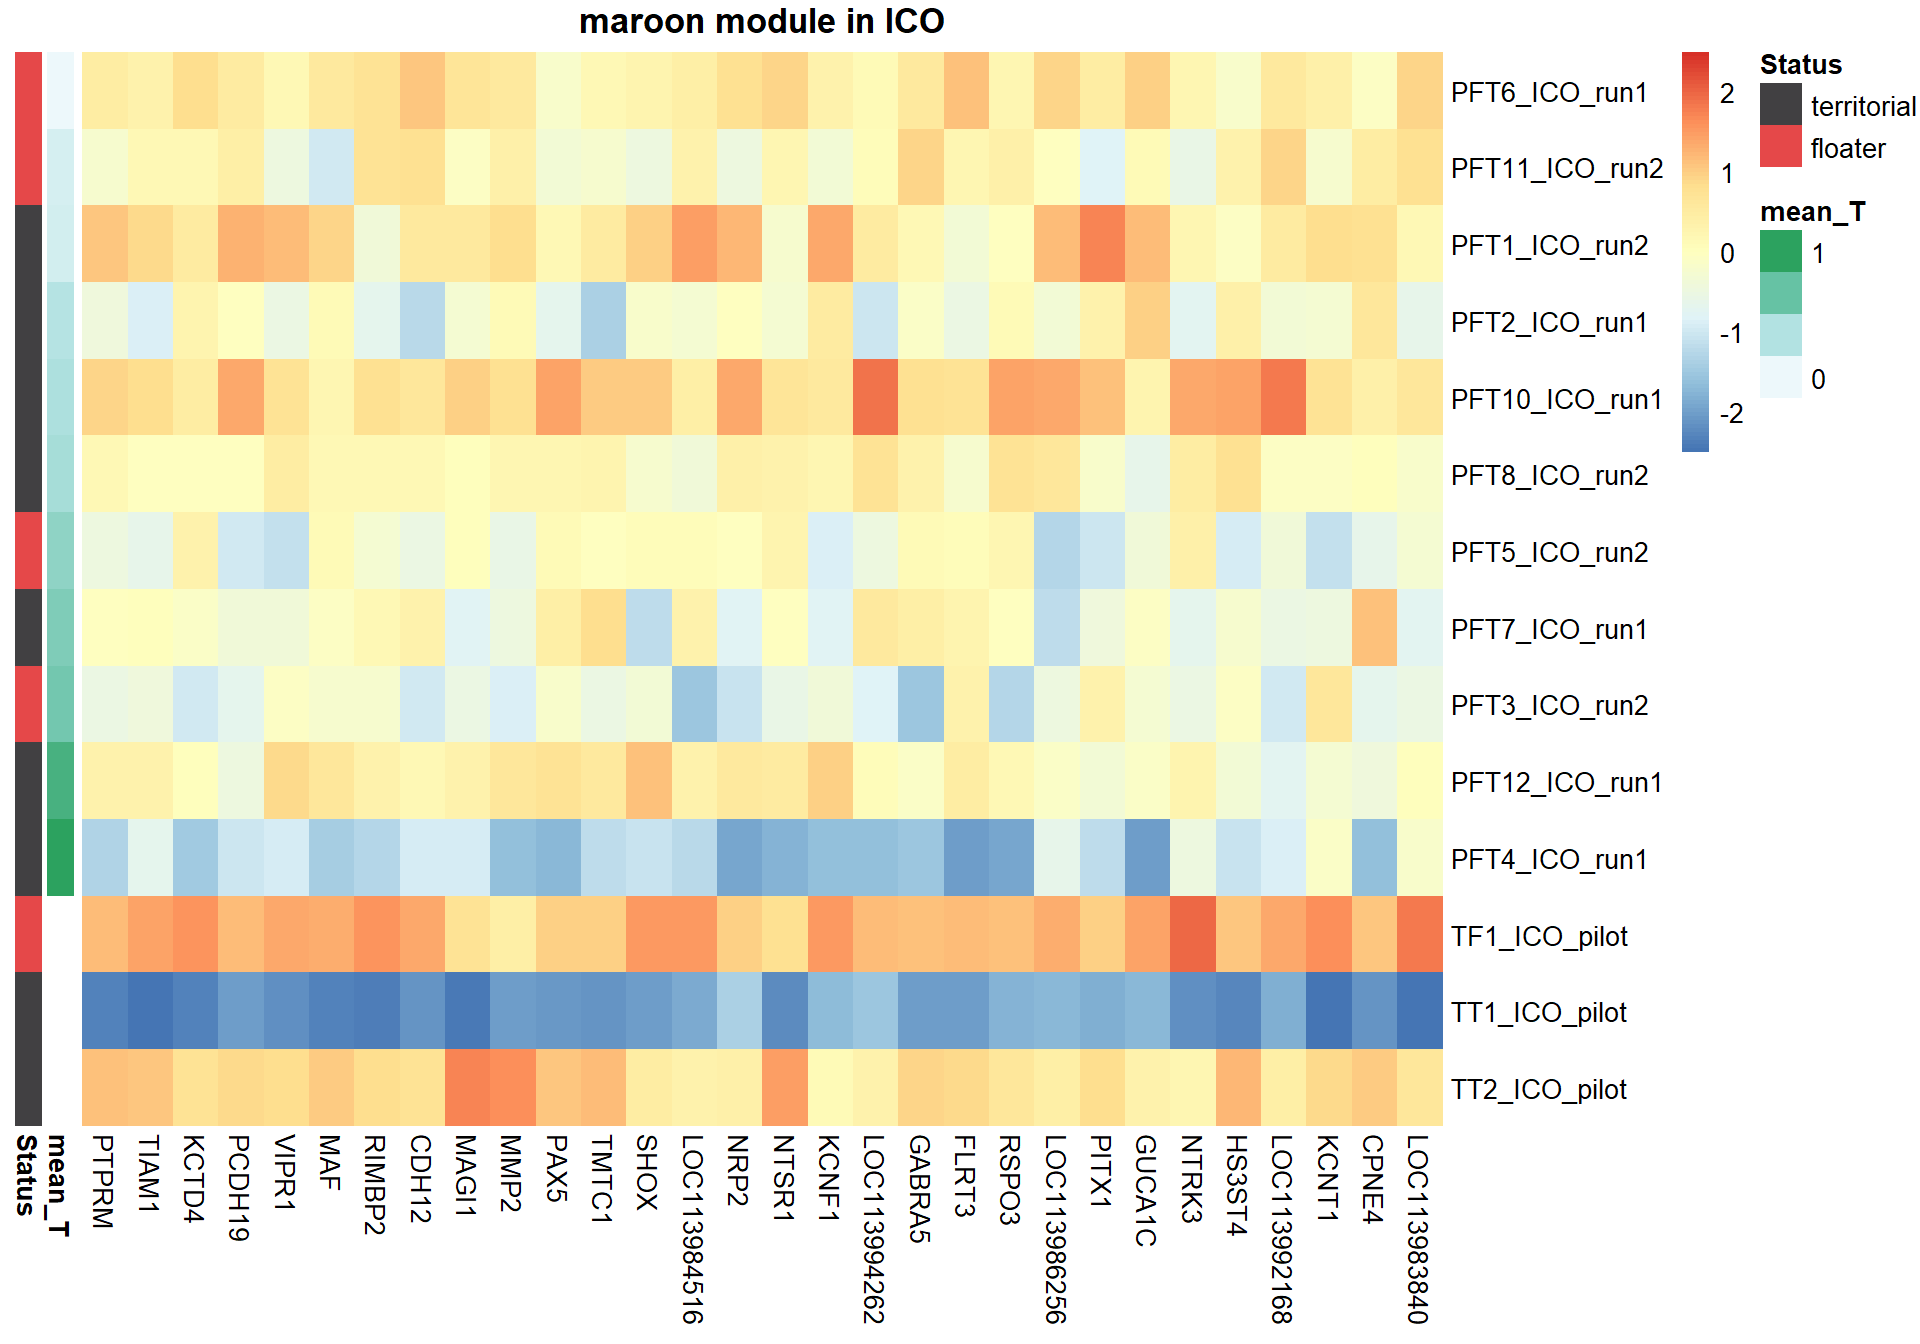 maroon module in ICO
PFT6_ICO_run1
PFT11_ICO_run2
PFT1_ICO_run2
PFT2_ICO_run1
PFT10_ICO_run1
PFT8_ICO_run2
PFT5_ICO_run2
PFT7_ICO_run1
PFT3_ICO_run2
PFT12_ICO_run1
PFT4_ICO_run1
TF1_ICO_pilot
TT1_ICO_pilot
TT2_ICO_pilot
2
1
0
-1
-2
Status
territorial
floater
mean_T
1
0
Status
mean_T
PTPRM
TIAM1
KCTD4
PCDH19
VIPR1
MAF
RIMBP2
CDH12
MAGI1
MMP2
PAX5
TMTC1
SHOX
LOC113984516
NRP2
NTSR1
KCNF1
LOC113994262
GABRA5
FLRT3
RSPO3
LOC113986256
PITX1
GUCA1C
NTRK3
HS3ST4
LOC113992168
KCNT1
CPNE4
LOC113983840